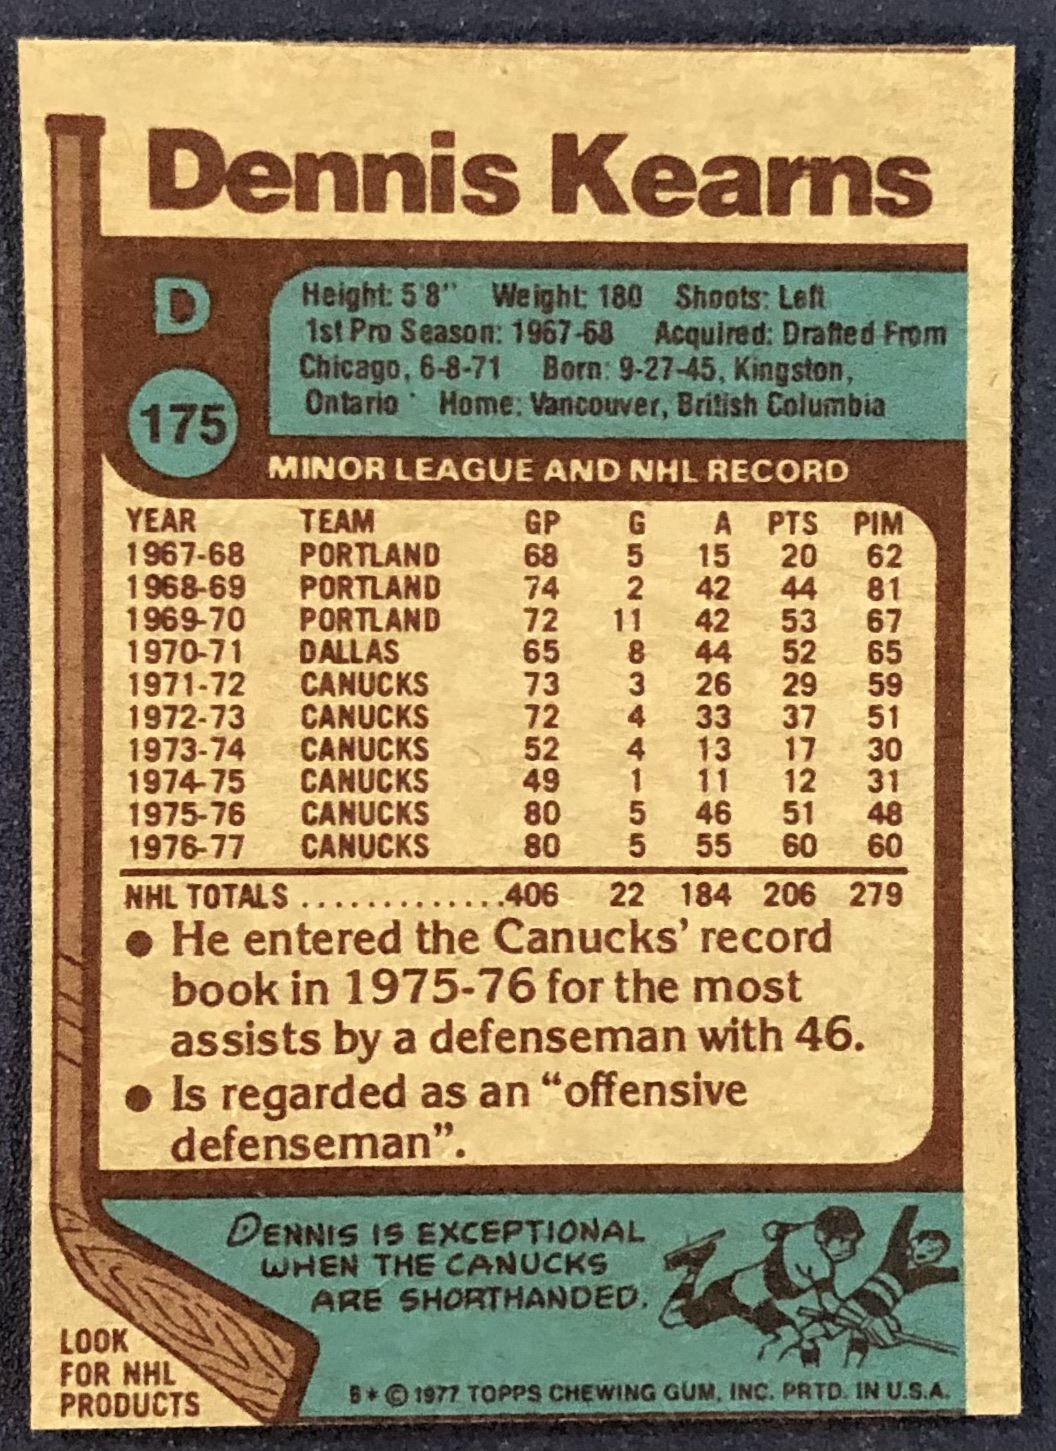 Dennis Kearns
D
175
Height: 5'8" Weight: 180 Shoots: Left
1st Pro Season: 1967-68 Acquired: Drafted From
Chicago, 6-8-71 Born: 9-27-45, Kingston,
Ontario Home: Vancouver, British Columbia
MINOR LEAGUE AND NHL RECORD
YEAR TEAM GP G A PTS PIM
1967-68 PORTLAND 68 5 15 20 62
1968-69 PORTLAND 74 2 42 44 81
1969-70 PORTLAND 72 11 42 53 67
1970-71 DALLAS 65 8 44 52 65
1971-72 CANUCKS 73 3 26 29 59
1972-73 CANUCKS 72 4 33 37 51
1973-74 CANUCKS 52 4 13 17 30
1974-75 CANUCKS 49 1 11 12 31
1975-76 CANUCKS 80 5 46 51 48
1976-77 CANUCKS 80 5 55 60 60
NHL TOTALS .............406 22 184 206 279
● He entered the Canucks' record
book in 1975-76 for the most
assists by a defenseman with 46.
● Is regarded as an “offensive
defenseman”.
DENNIS IS EXCEPTIONAL
WHEN THE CANUCKS
ARE SHORTHANDED.
LOOK
FOR NHL
PRODUCTS
B * © 1977 TOPPS CHEWING GUM, INC. PRTD. IN U.S.A.